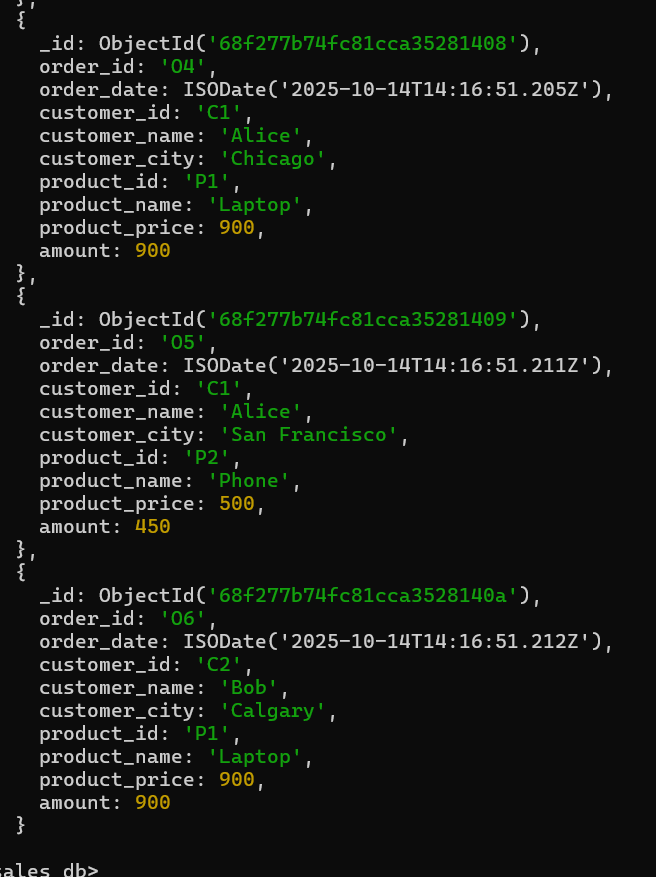 },
{
_id: ObjectId('68f277b74fc81cca35281408'),
order_id: 'O4',
order_date: ISODate('2025-10-14T14:16:51.205Z'),
customer_id: 'C1',
customer_name: 'Alice',
customer_city: 'Chicago',
product_id: 'P1',
product_name: 'Laptop',
product_price: 900,
amount: 900
},
{
_id: ObjectId('68f277b74fc81cca35281409'),
order_id: 'O5',
order_date: ISODate('2025-10-14T14:16:51.211Z'),
customer_id: 'C1',
customer_name: 'Alice',
customer_city: 'San Francisco',
product_id: 'P2',
product_name: 'Phone',
product_price: 500,
amount: 450
},
{
_id: ObjectId('68f277b74fc81cca3528140a'),
order_id: 'O6',
order_date: ISODate('2025-10-14T14:16:51.212Z'),
customer_id: 'C2',
customer_name: 'Bob',
customer_city: 'Calgary',
product_id: 'P1',
product_name: 'Laptop',
product_price: 900,
amount: 900
}
sales_db>